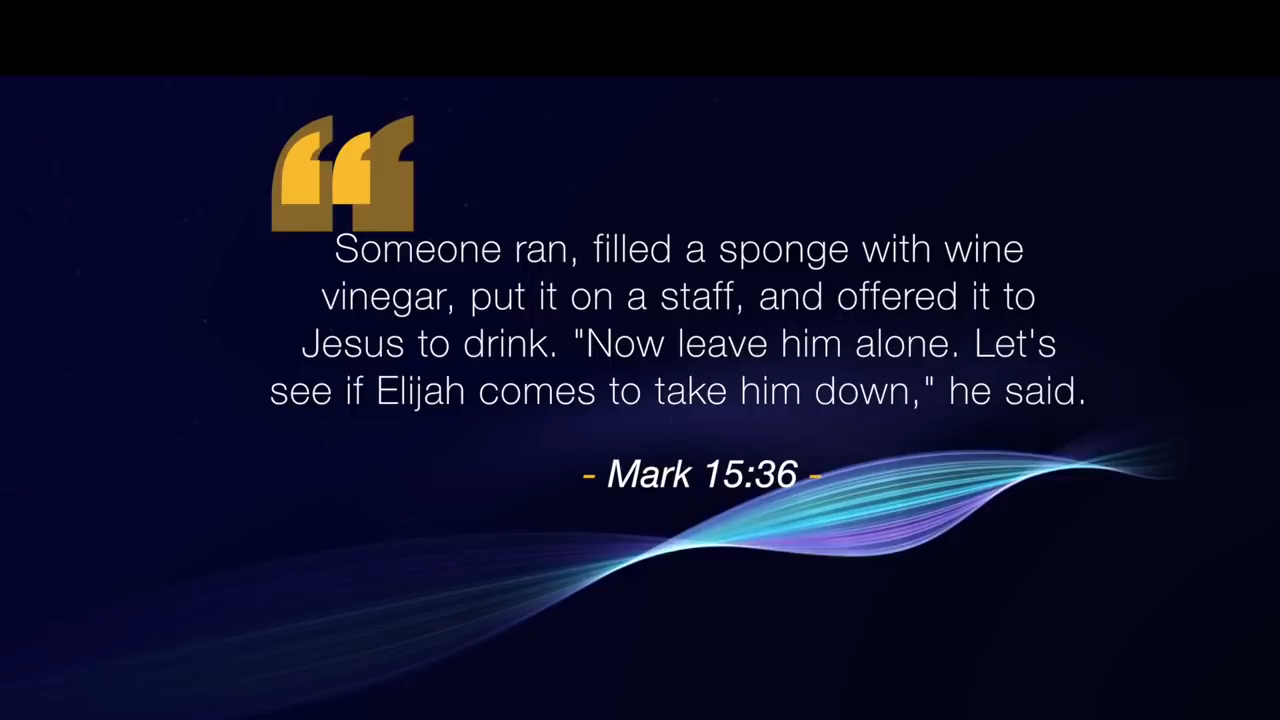 Someone ran, filled a sponge with wine
vinegar, put it on a staff, and offered it to
Jesus to drink. "Now leave him alone. Let's
see if Elijah comes to take him down," he said.
- Mark 15:36 -